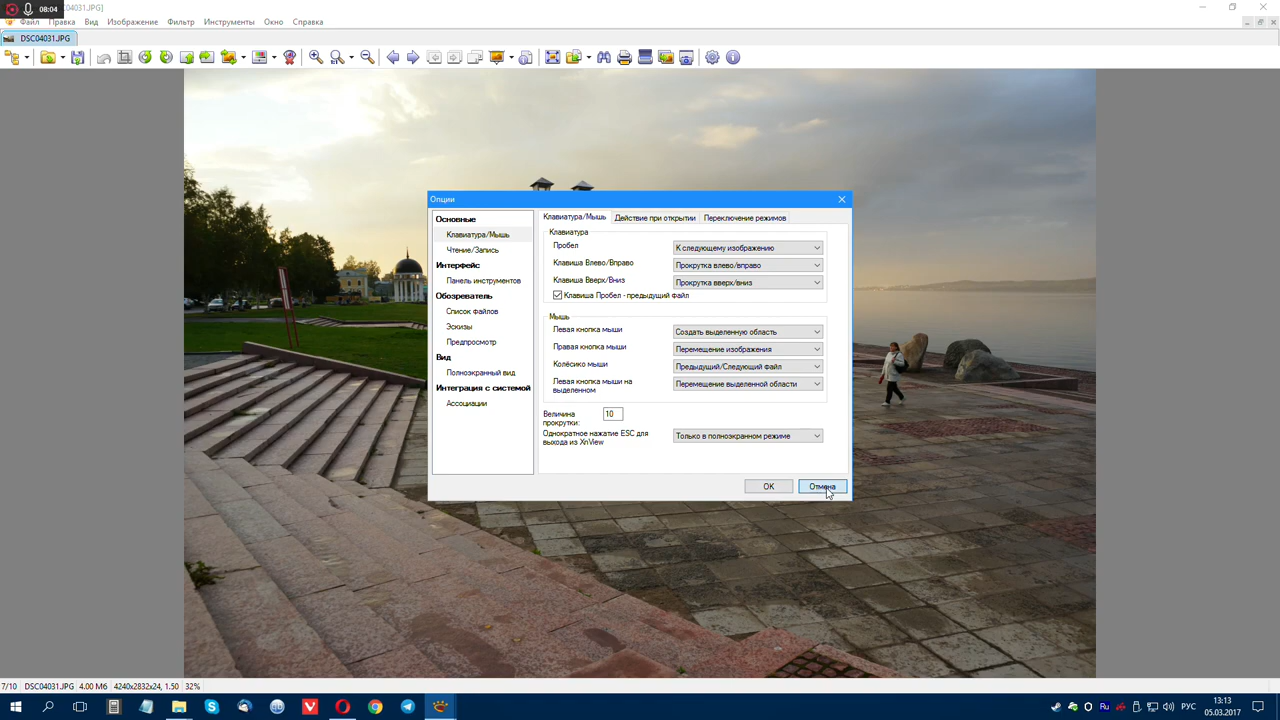 08:04
04031.JPG]
Файл Правка Вид Изображение Фильтр Инструменты Окно Справка
DSC04031.JPG
Опции
Основные
Клавиатура/Мышь
Чтение/Запись
Интерфейс
Панель инструментов
Обозреватель
Список файлов
Эскизы
Предпросмотр
Вид
Полноэкранный вид
Интеграция с системой
Ассоциации
Клавиатура/Мышь Действие при открытии Переключение режимов
Клавиатура
Пробел К следующему изображению
Клавиша Влево/Вправо Прокрутка влево/вправо
Клавиша Вверх/Вниз Прокрутка вверх/вниз
Клавиша Пробел - предыдущий файл
Мышь
Левая кнопка мыши Создать выделенную область
Правая кнопка мыши Перемещение изображения
Колёсико мыши Предыдущий/Следующий файл
Левая кнопка мыши на
выделенном Перемещение выделенной области
Величина
прокрутки: 10
Однократное нажатие ESC для
выхода из XnView Только в полноэкранном режиме
OK Отмена
7/10 DSC04031.JPG 4.00 Мб 4240x2832x24, 1.50 32%
РУС
13:13
05.03.2017